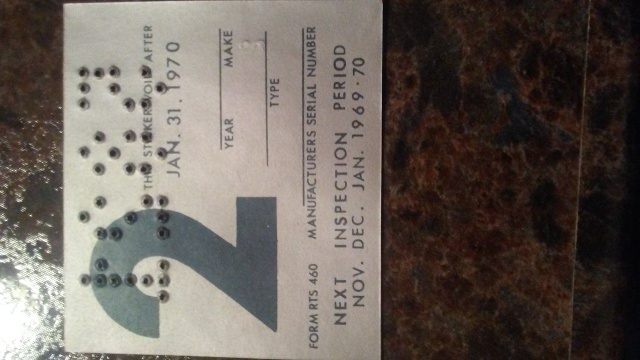 2
THIS STICKER VOID AFTER
JAN. 31. 1970
YEAR MAKE
TYPE
FORM RTS 460 MANUFACTURERS SERIAL NUMBER
NEXT INSPECTION PERIOD
NOV. DEC. JAN. 1969-70